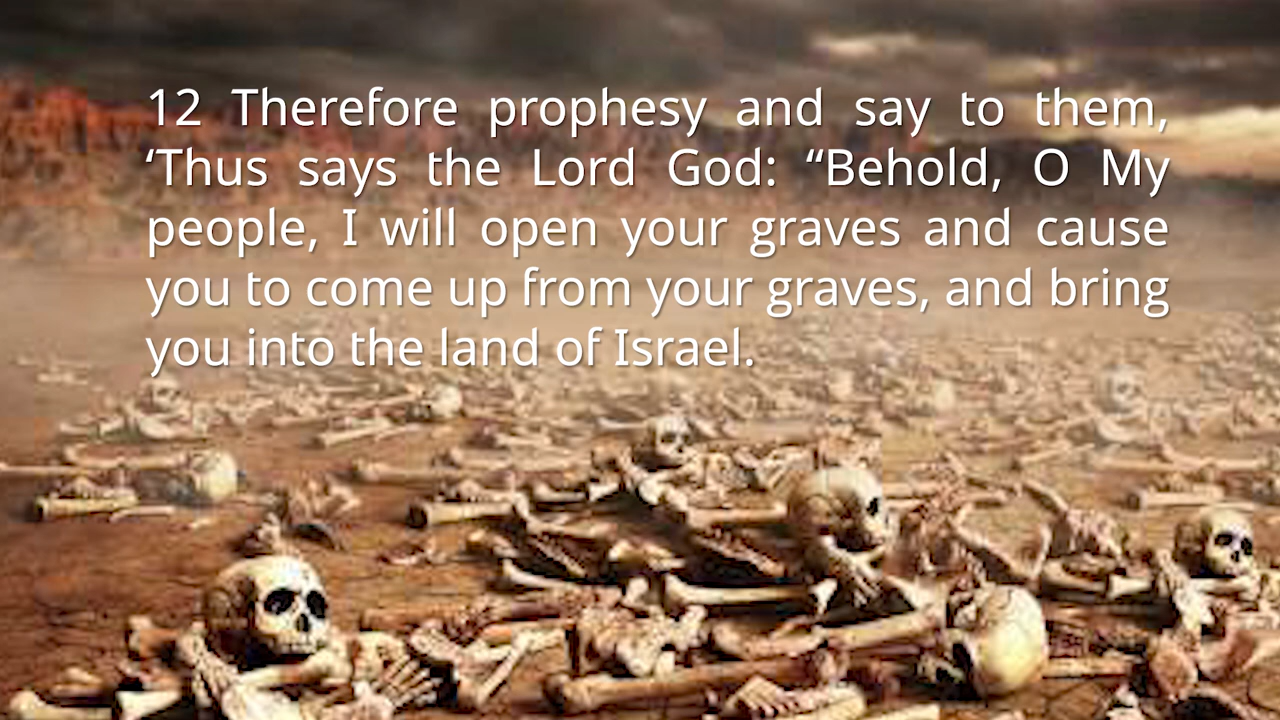 12 Therefore prophesy and say to them,
‘Thus says the Lord God: “Behold, O My
people, I will open your graves and cause
you to come up from your graves, and bring
you into the land of Israel.